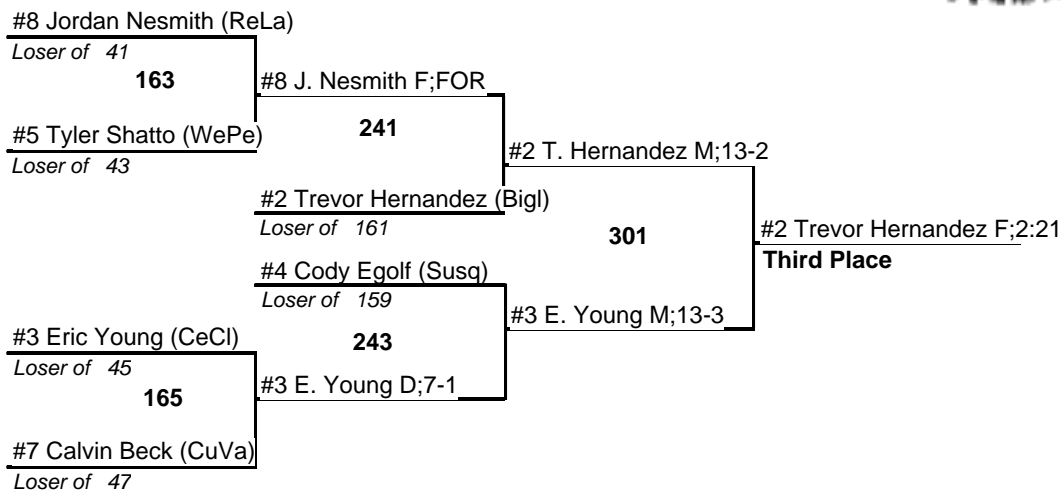 #8 Jordan Nesmith (ReLa)
Loser of 41
163
#8 J. Nesmith F;FOR
#5 Tyler Shatto (WePe)
Loser of 43
241
#2 T. Hernandez M;13-2
#2 Trevor Hernandez (Bigl)
Loser of 161
301
#2 Trevor Hernandez F;2:21
Third Place
#4 Cody Egolf (Susq)
Loser of 159
#3 E. Young M;13-3
#3 Eric Young (CeCl)
Loser of 45
243
165
#3 E. Young D;7-1
#7 Calvin Beck (CuVa)
Loser of 47